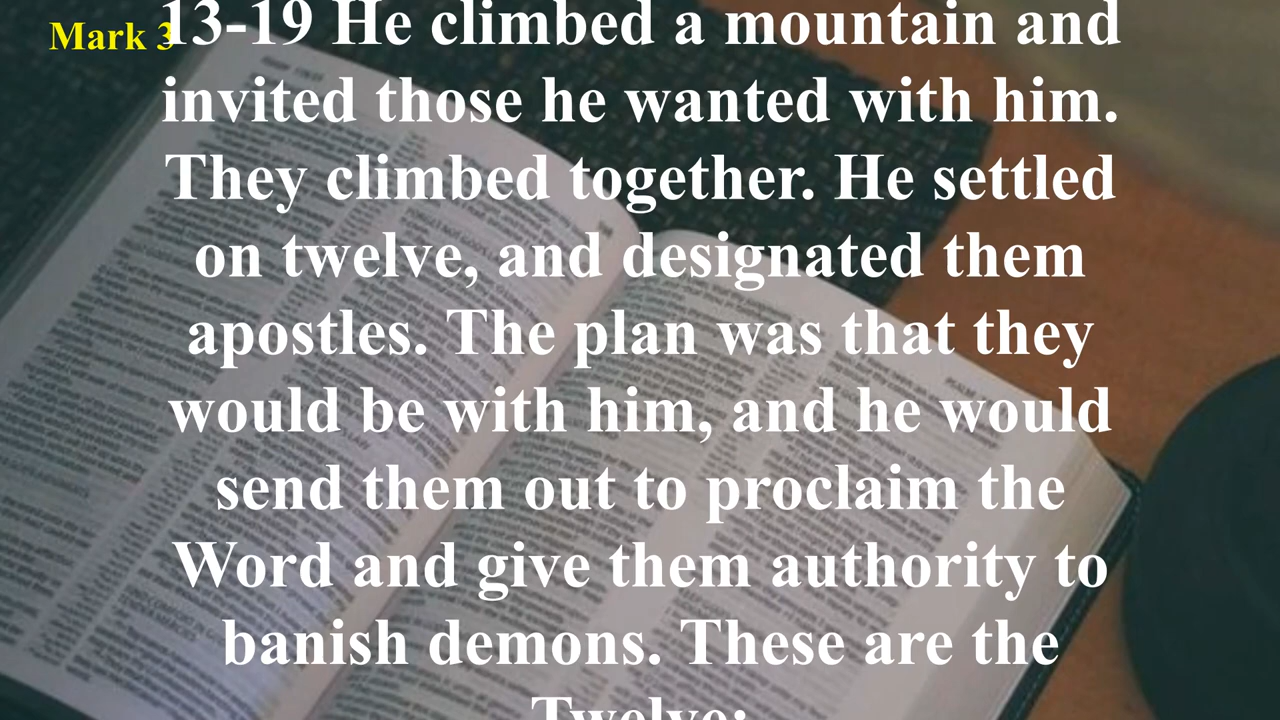 Mark 3
13-19 He climbed a mountain and
invited those he wanted with him.
They climbed together. He settled
on twelve, and designated them
apostles. The plan was that they
would be with him, and he would
send them out to proclaim the
Word and give them authority to
banish demons. These are the
Twelve: